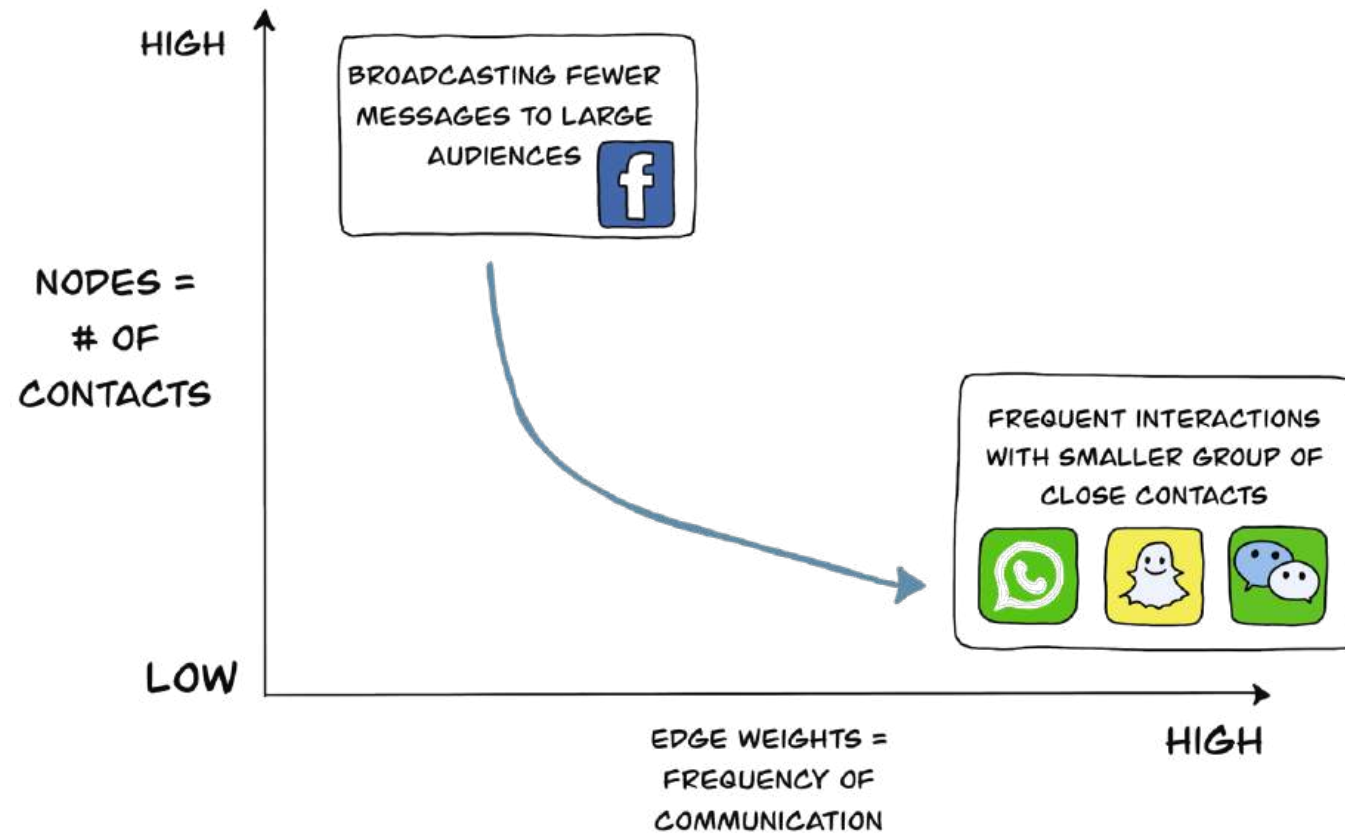 HIGH
BROADCASTING FEWER
MESSAGES TO LARGE
AUDIENCES
f
NODES =
# OF
CONTACTS
FREQUENT INTERACTIONS
WITH SMALLER GROUP OF
CLOSE CONTACTS
LOW
EDGE WEIGHTS =
FREQUENCY OF
COMMUNICATION
HIGH